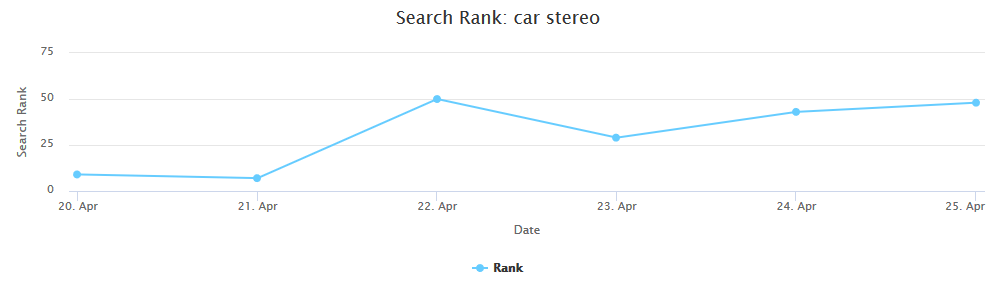 Search Rank: car stereo
75
50
25
0
Search Rank
20. Apr 21. Apr 22. Apr 23. Apr 24. Apr 25. Apr
Date
Rank